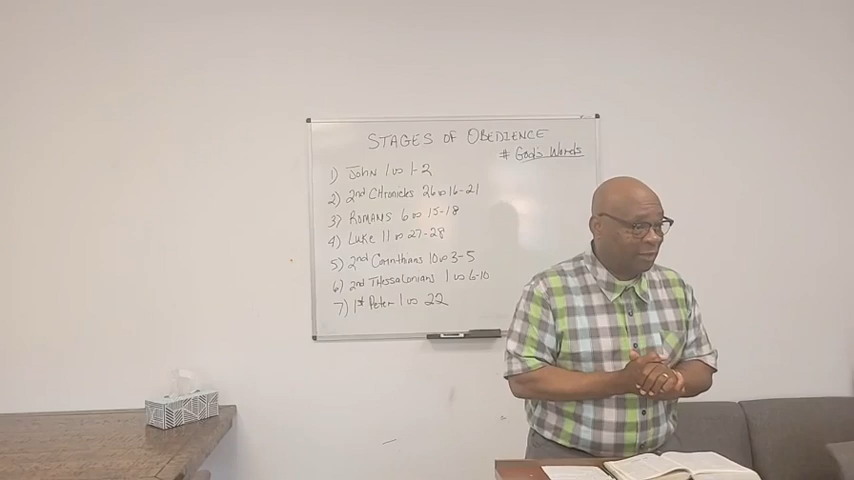 STAGES OF OBEDIENCE
# God's Words
1) JOHN 1 vs 1-2
2) 2nd CHronicles 26 vs 16-21
3) ROMANS 6 vs 15-18
4) Luke 11 vs 27-28
5) 2nd Corinthians 10 vs 3-5
6) 2nd THessalonians 1 vs 6-10
7) 1st Peter 1 vs 22